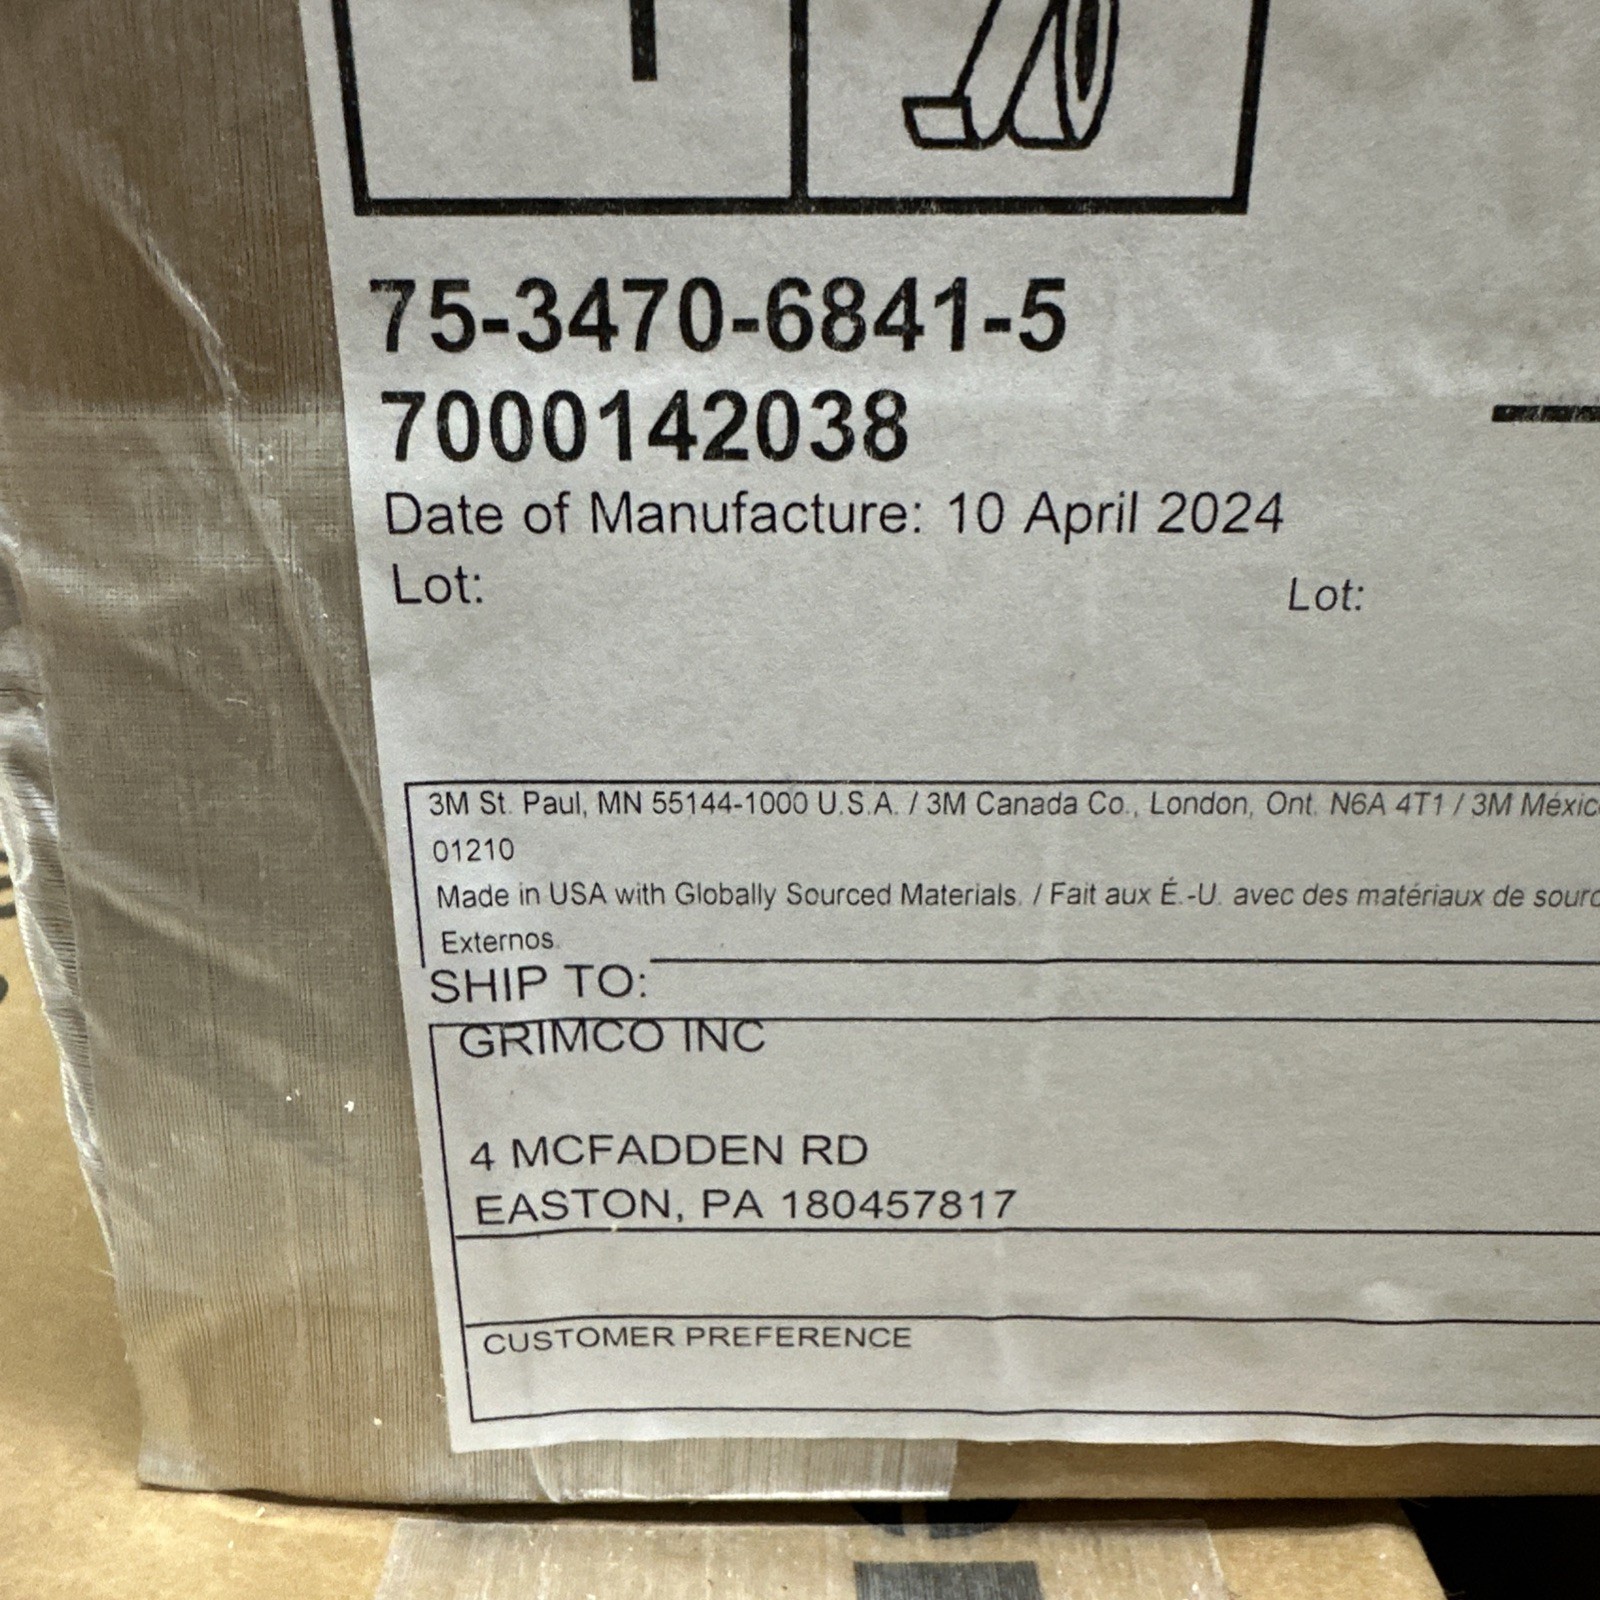 75-3470-6841-5
7000142038
Date of Manufacture: 10 April 2024
Lot: Lot:
3M St. Paul, MN 55144-1000 U.S.A. / 3M Canada Co., London, Ont. N6A 4T1 / 3M Méxic
01210
Made in USA with Globally Sourced Materials. / Fait aux É.-U. avec des matériaux de sourc
Externos.
SHIP TO:
GRIMCO INC
4 MCFADDEN RD
EASTON, PA 180457817
CUSTOMER PREFERENCE